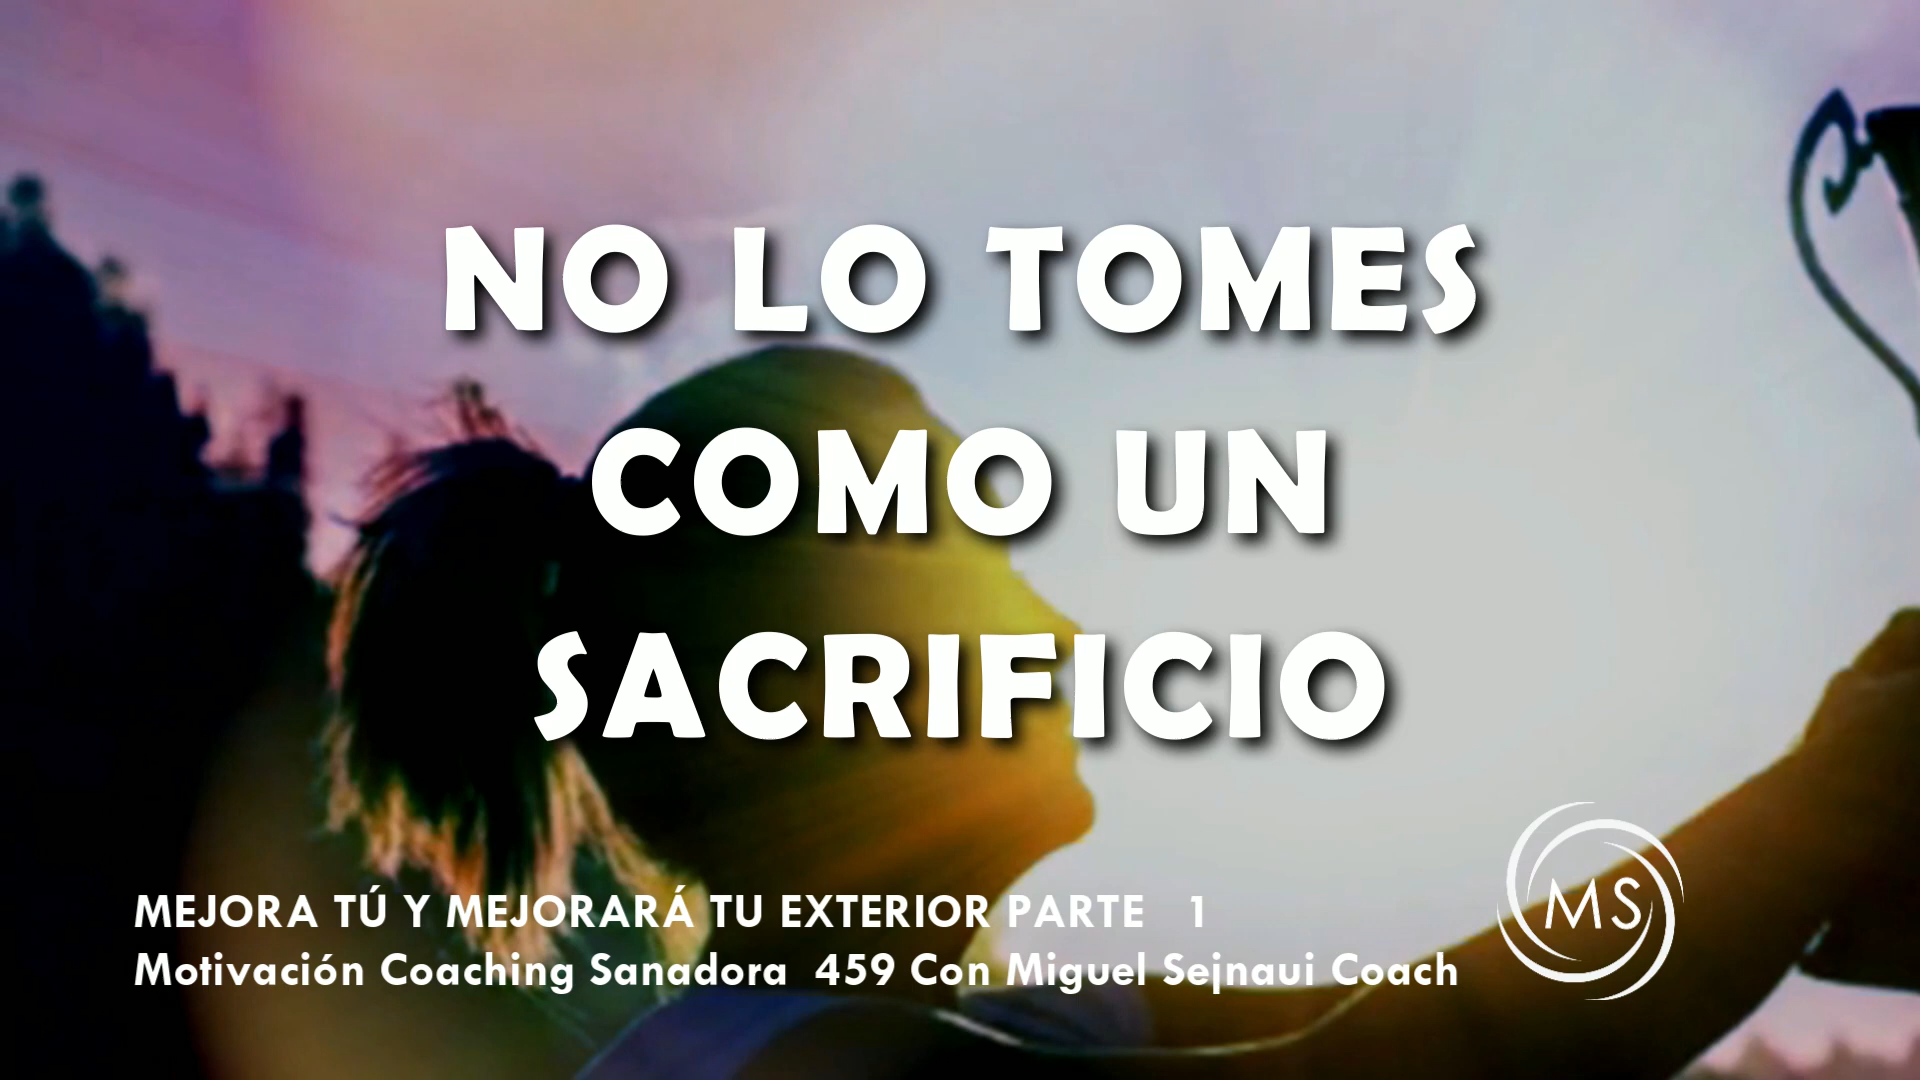 NO LO TOMES
COMO UN
SACRIFICIO
MEJORA TÚ Y MEJORARÁ TU EXTERIOR PARTE 1
Motivación Coaching Sanadora 459 Con Miguel Sejnaui Coach
MS